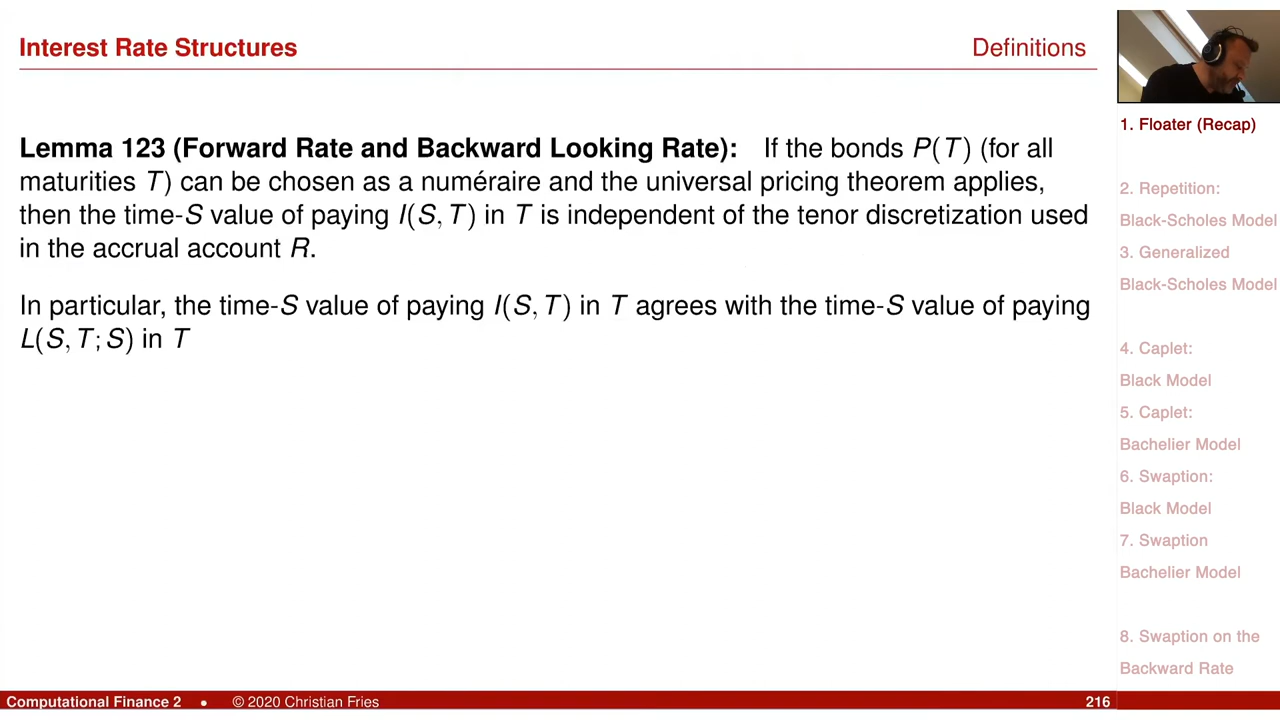 Interest Rate Structures
Definitions
Lemma 123 (Forward Rate and Backward Looking Rate): If the bonds P(T) (for all
maturities T) can be chosen as a numéraire and the universal pricing theorem applies,
then the time-S value of paying I(S, T) in T is independent of the tenor discretization used
in the accrual account R.
In particular, the time-S value of paying I(S, T) in T agrees with the time-S value of paying
L(S, T; S) in T
1. Floater (Recap)
2. Repetition:
Black-Scholes Model
3. Generalized
Black-Scholes Model
4. Caplet:
Black Model
5. Caplet:
Bachelier Model
6. Swaption:
Black Model
7. Swaption
Bachelier Model
8. Swaption on the
Backward Rate
Computational Finance 2 • © 2020 Christian Fries
216